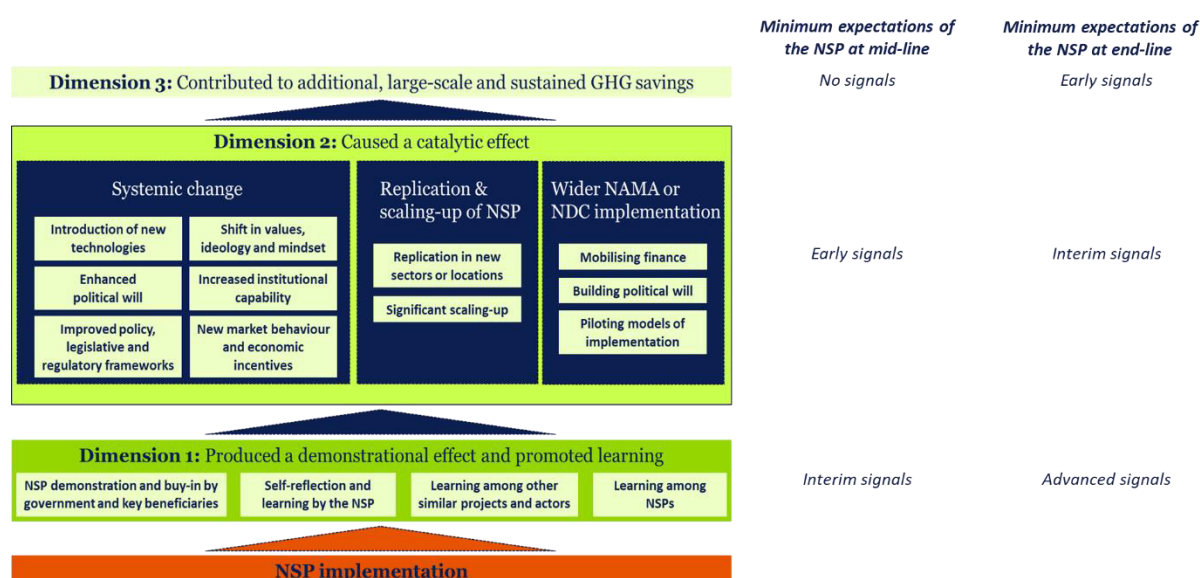 Minimum expectations of
the NSP at mid-line
Minimum expectations of
the NSP at end-line
Dimension 3: Contributed to additional, large-scale and sustained GHG savings
No signals
Early signals
Dimension 2: Caused a catalytic effect
Systemic change
Introduction of new
technologies
Shift in values,
ideology and mindset
Enhanced
political will
Increased institutional
capability
Improved policy,
legislative and
regulatory frameworks
New market behaviour
and economic
incentives
Replication &
scaling-up of NSP
Replication in new
sectors or locations
Significant scaling-up
Wider NAMA or
NDC implementation
Mobilising finance
Building political will
Piloting models of
implementation
Early signals
Interim signals
Dimension 1: Produced a demonstrational effect and promoted learning
NSP demonstration and buy-in by
government and key beneficiaries
Self-reflection and
learning by the NSP
Learning among other
similar projects and actors
Learning among
NSPs
Interim signals
Advanced signals
NSP implementation